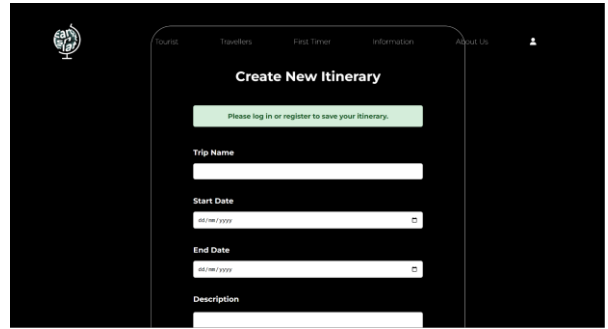 Tourist Travellers First Timer Information About Us
Create New Itinerary
Please log in or register to save your itinerary.
Trip Name
Start Date
dd/mm/yyyy
End Date
dd/mm/yyyy
Description